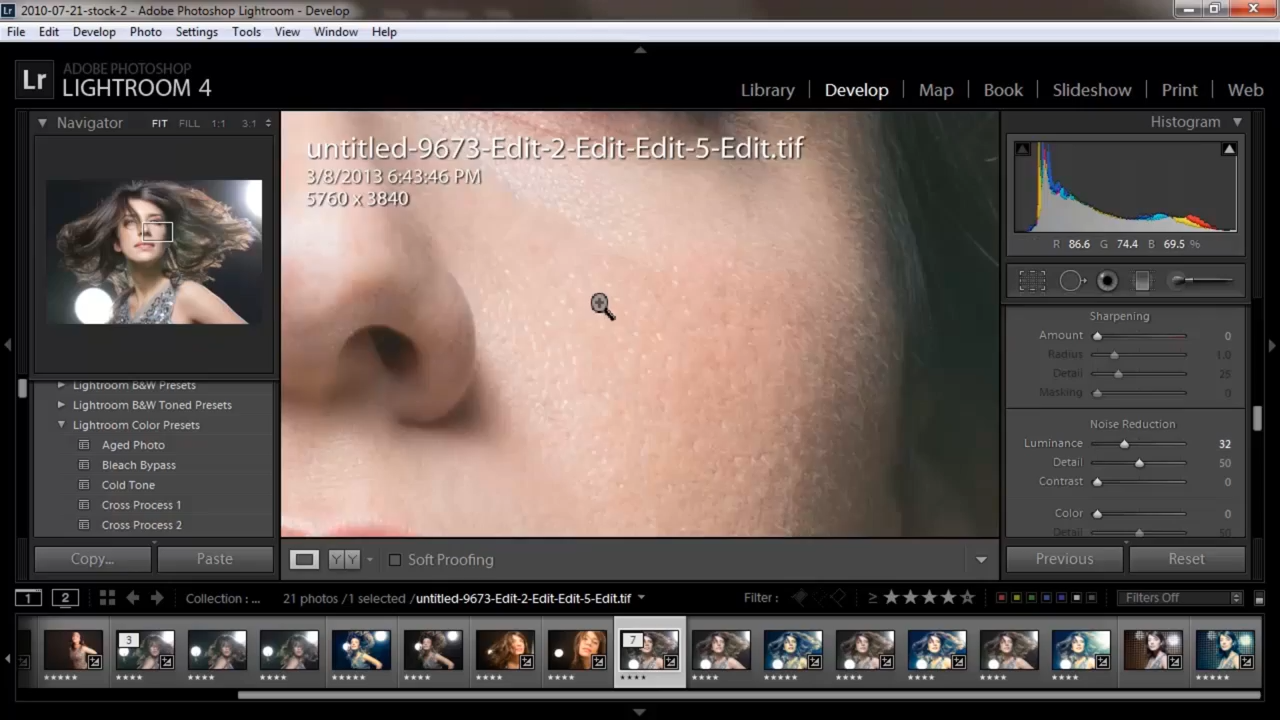 2010-07-21-stock-2 - Adobe Photoshop Lightroom - Develop
File Edit Develop Photo Settings Tools View Window Help
Lr ADOBE PHOTOSHOP
LIGHTROOM 4
Library | Develop | Map | Book | Slideshow | Print | Web
Navigator FIT FILL 1:1 3:1
Histogram
untitled-9673-Edit-2-Edit-Edit-5-Edit.tif
3/8/2013 6:43:46 PM
5760 x 3840
R 86.6 G 74.4 B 69.5 %
Sharpening
Amount 0
Radius 1.0
Detail 25
Masking 0
Noise Reduction
Luminance 32
Detail 50
Contrast 0
Color 0
Detail 50
Lightroom B&W Presets
Lightroom B&W Toned Presets
Lightroom Color Presets
Aged Photo
Bleach Bypass
Cold Tone
Cross Process 1
Cross Process 2
Copy... Paste
YY Soft Proofing
Previous Reset
1 2 Collection : ... 21 photos /1 selected /untitled-9673-Edit-2-Edit-Edit-5-Edit.tif Filter : ≥ ★★★★☆ Filters Off
3 7